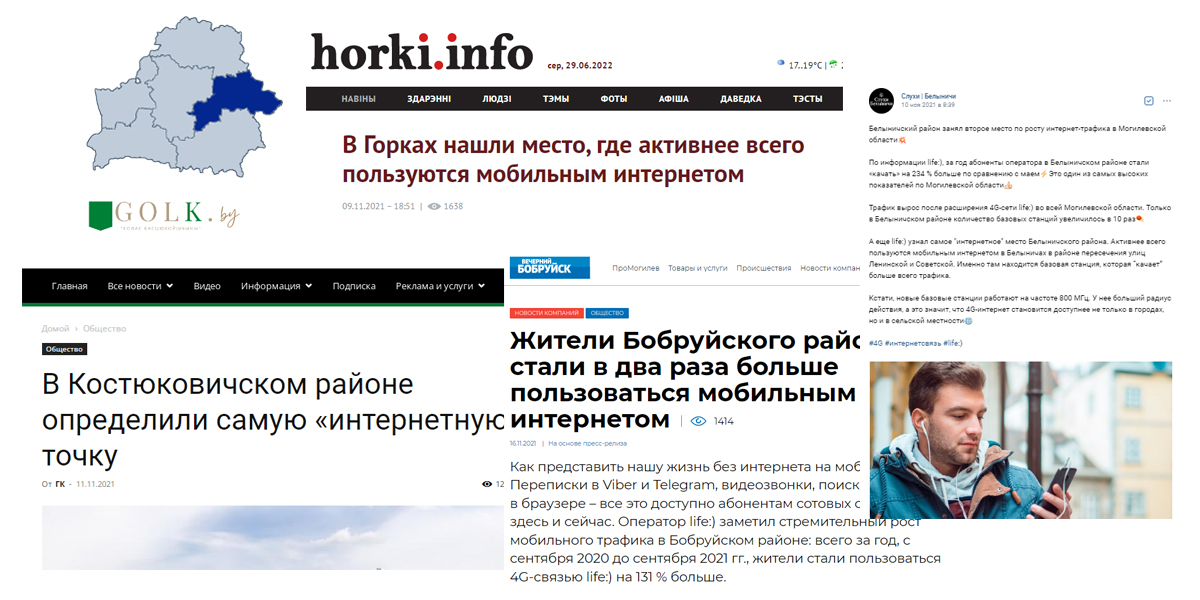 GOLK.by
horki.info
сер, 29.06.2022
17..19°C |
НАВІНЫ ЗДАРЭННІ ЛЮДЗІ ТЭМЫ ФОТЫ АФІША ДАВЕДКА ТЭСТЫ
В Горках нашли место, где активнее всего
пользуются мобильным интернетом
09.11.2021 – 18:51 | 1638
Главная Все новости Видео Информация Подписка Реклама и услуги
Домой › Общество
Общество
В Костюковичском районе
определили самую «интернетную
точку
От ГК - 11.11.2021
12
ВЕЧЕРНИЙ
БОБРУЙСК
ПроМогилев Товары и услуги Происшествия Новости компан
НОВОСТИ КОМПАНИЙ ОБЩЕСТВО
Жители Бобруйского райо
стали в два раза больше
пользоваться мобильным
интернетом | 1414
16.11.2021 | На основе пресс-релиза
Как представить нашу жизнь без интернета на моб
Переписки в Viber и Telegram, видеозвонки, поиск
в браузере – все это доступно абонентам сотовых с
здесь и сейчас. Оператор life:) заметил стремительный рост
мобильного трафика в Бобруйском районе: всего за год, с
сентября 2020 до сентября 2021 гг., жители стали пользоваться
4G-связью life:) на 131 % больше.
Слухи | Белыничи
10 ноя 2021 в 8:39
Белыничский район занял второе место по росту интернет-трафика в Могилевской
области
По информации life:), за год абоненты оператора в Белыничском районе стали
«качать» на 234 % больше по сравнению с маем Это один из самых высоких
показателей по Могилевской области
Трафик вырос после расширения 4G-сети life:) во всей Могилевской области. Только
в Белыничском районе количество базовых станций увеличилось в 10 раз
А еще life:) узнал самое "интернетное" место Белыничского района. Активнее всего
пользуются мобильным интернетом в Белыничах в районе пересечения улиц
Ленинской и Советской. Именно там находится базовая станция, которая "качает"
больше всего трафика.
Кстати, новые базовые станции работают на частоте 800 МГц. У нее больший радиус
действия, а это значит, что 4G-интернет становится доступнее не только в городах,
но и в сельской местности
#4G #интернетсвязь #life:)